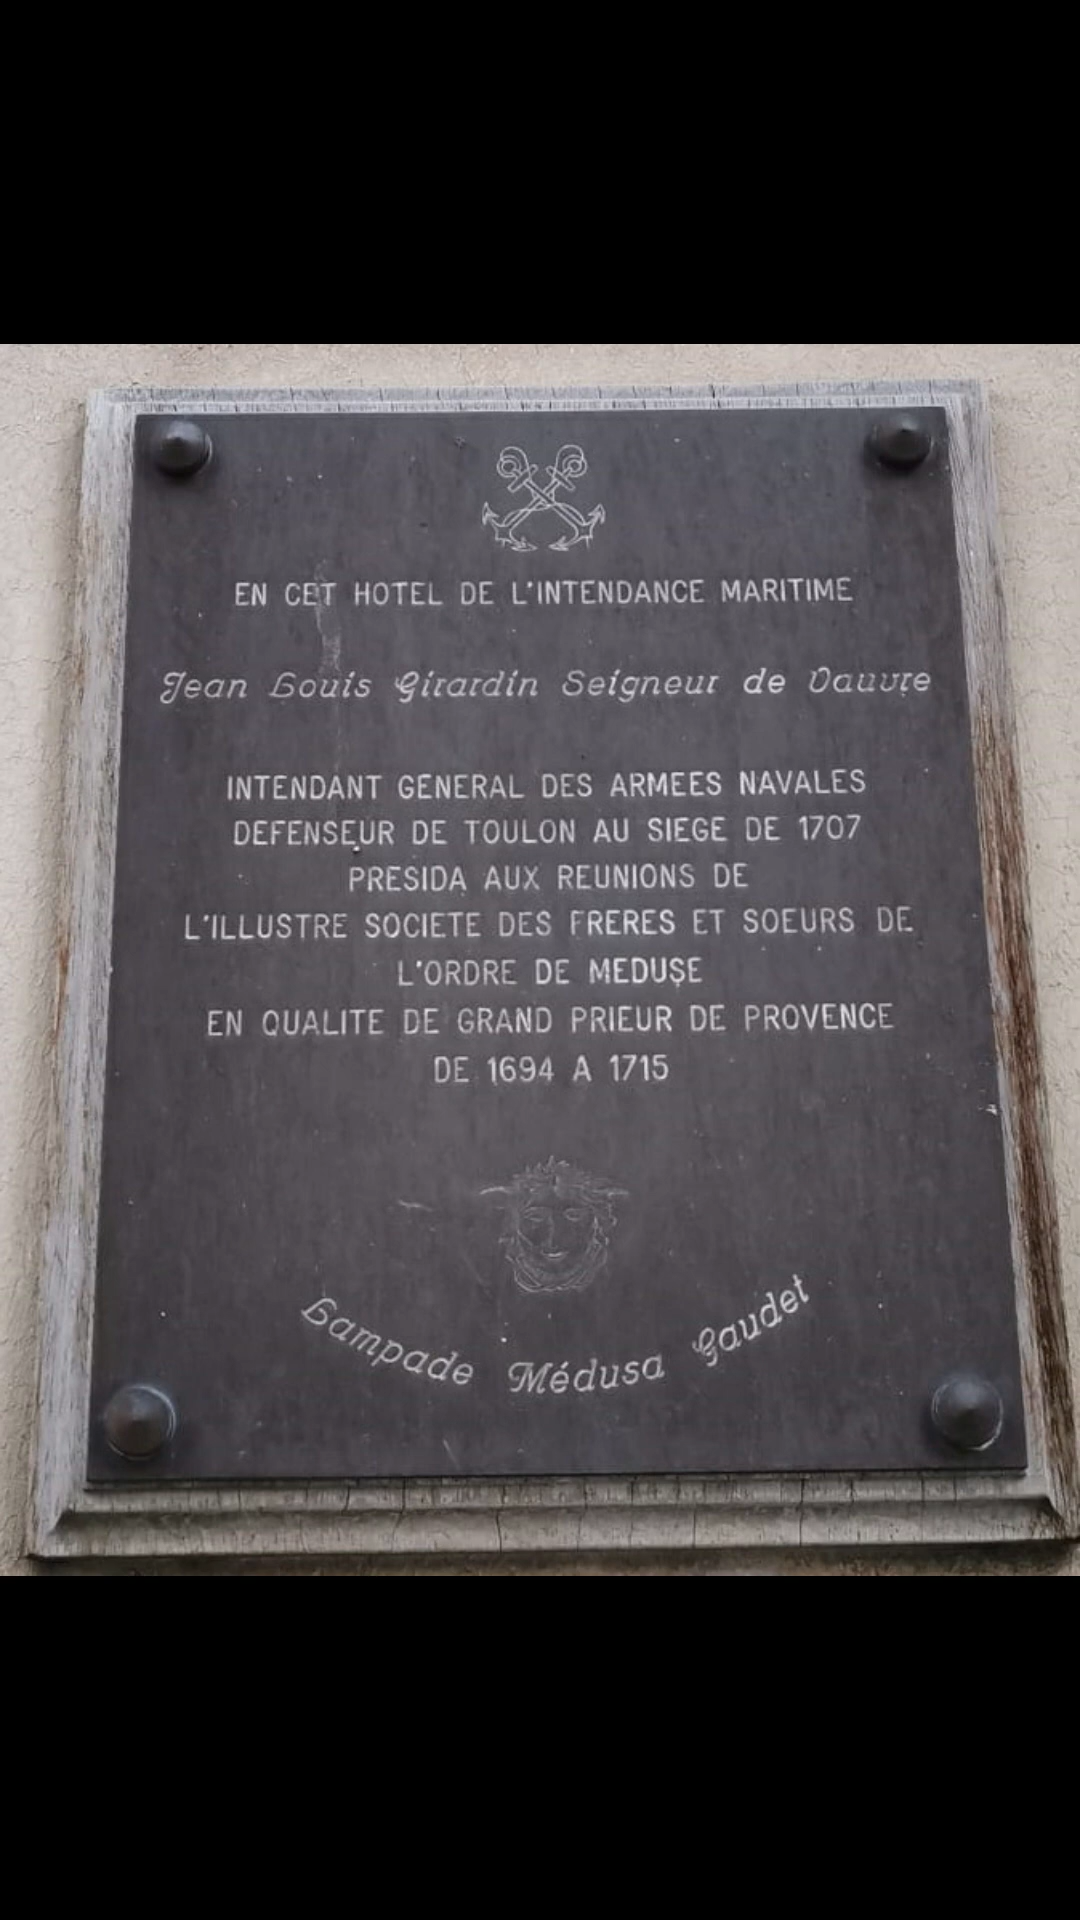 EN CET HOTEL DE L'INTENDANCE MARITIME
Jean Louis Girardin Seigneur de Vauvre
INTENDANT GENERAL DES ARMEES NAVALES
DEFENSEUR DE TOULON AU SIEGE DE 1707
PRESIDA AUX REUNIONS DE
L'ILLUSTRE SOCIETE DES FRERES ET SOEURS DE
L'ORDRE DE MEDUSE
EN QUALITE DE GRAND PRIEUR DE PROVENCE
DE 1694 A 1715
Lampade Médusa Gaudet